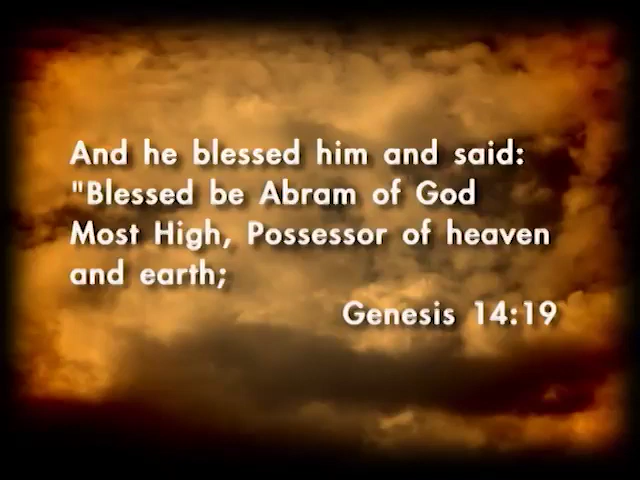 And he blessed him and said:
"Blessed be Abram of God
Most High, Possessor of heaven
and earth;
Genesis 14:19